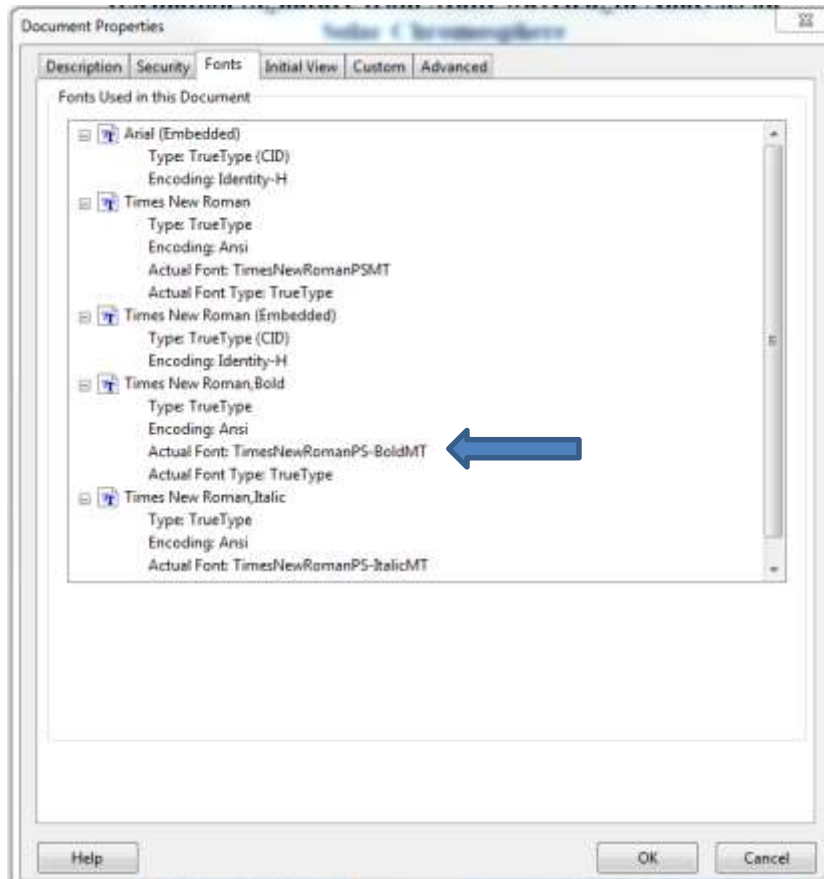 Document Properties
Solar Chromosphere
Description Security Fonts Initial View Custom Advanced
Fonts Used in this Document
Arial (Embedded)
Type: TrueType (CID)
Encoding: Identity-H
Times New Roman
Type: TrueType
Encoding: Ansi
Actual Font: TimesNewRomanPSMT
Actual Font Type: TrueType
Times New Roman (Embedded)
Type: TrueType (CID)
Encoding: Identity-H
Times New Roman,Bold
Type: TrueType
Encoding: Ansi
Actual Font: TimesNewRomanPS-BoldMT
Actual Font Type: TrueType
Times New Roman,Italic
Type: TrueType
Encoding: Ansi
Actual Font: TimesNewRomanPS-ItalicMT
Help OK Cancel